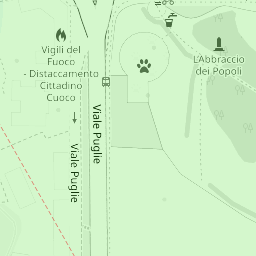 Vigili del
Fuoco
- Distaccamento
Cittadino
Cuoco
L'Abbraccio
dei Popoli
Viale Puglie
Viale Puglie